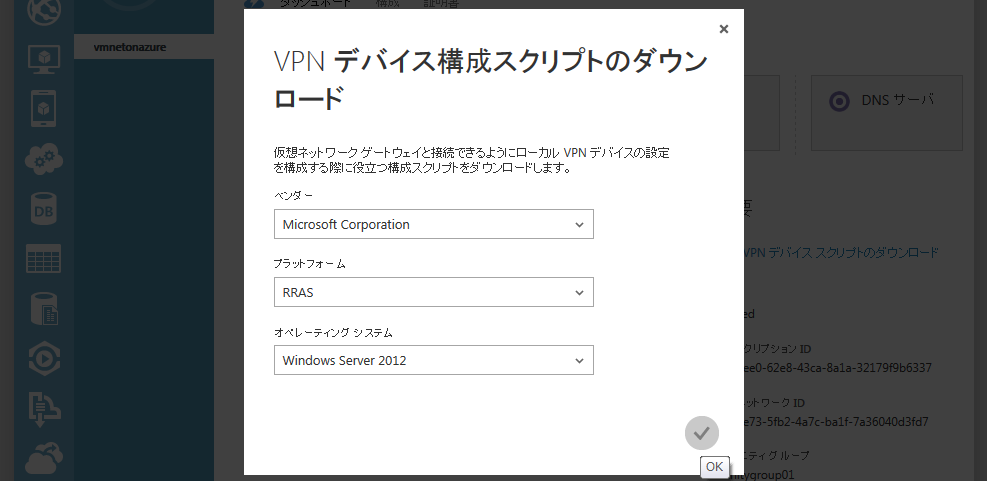 ダッシュボード 構成 証明書
vmnetonazure
×
VPN デバイス構成スクリプトのダウン
ロード
DNS サーバ
仮想ネットワーク ゲートウェイと接続できるようにローカル VPN デバイスの設定
を構成する際に役立つ構成スクリプトをダウンロードします。
ベンダー
Microsoft Corporation
要
DB
VPN デバイス スクリプトのダウンロード
プラットフォーム
RRAS
ed
オペレーティング システム
クリプション ID
Windows Server 2012
ee0-62e8-43ca-8a1a-32179f9b6337
ットワーク ID
e73-5fb2-4a7c-ba1f-7a36040d3fd7
ニティ グループ
OK
nitygroup01